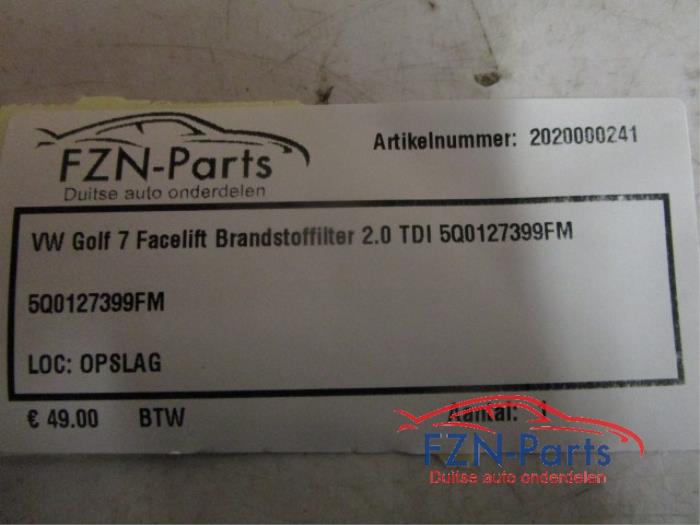 FZN-Parts
Duitse auto onderdelen
Artikelnummer: 2020000241
VW Golf 7 Facelift Brandstoffilter 2.0 TDI 5Q0127399FM
5Q0127399FM
LOC: OPSLAG
€ 49.00 BTW
Aantal: 1
FZN-Parts
Duitse auto onderdelen